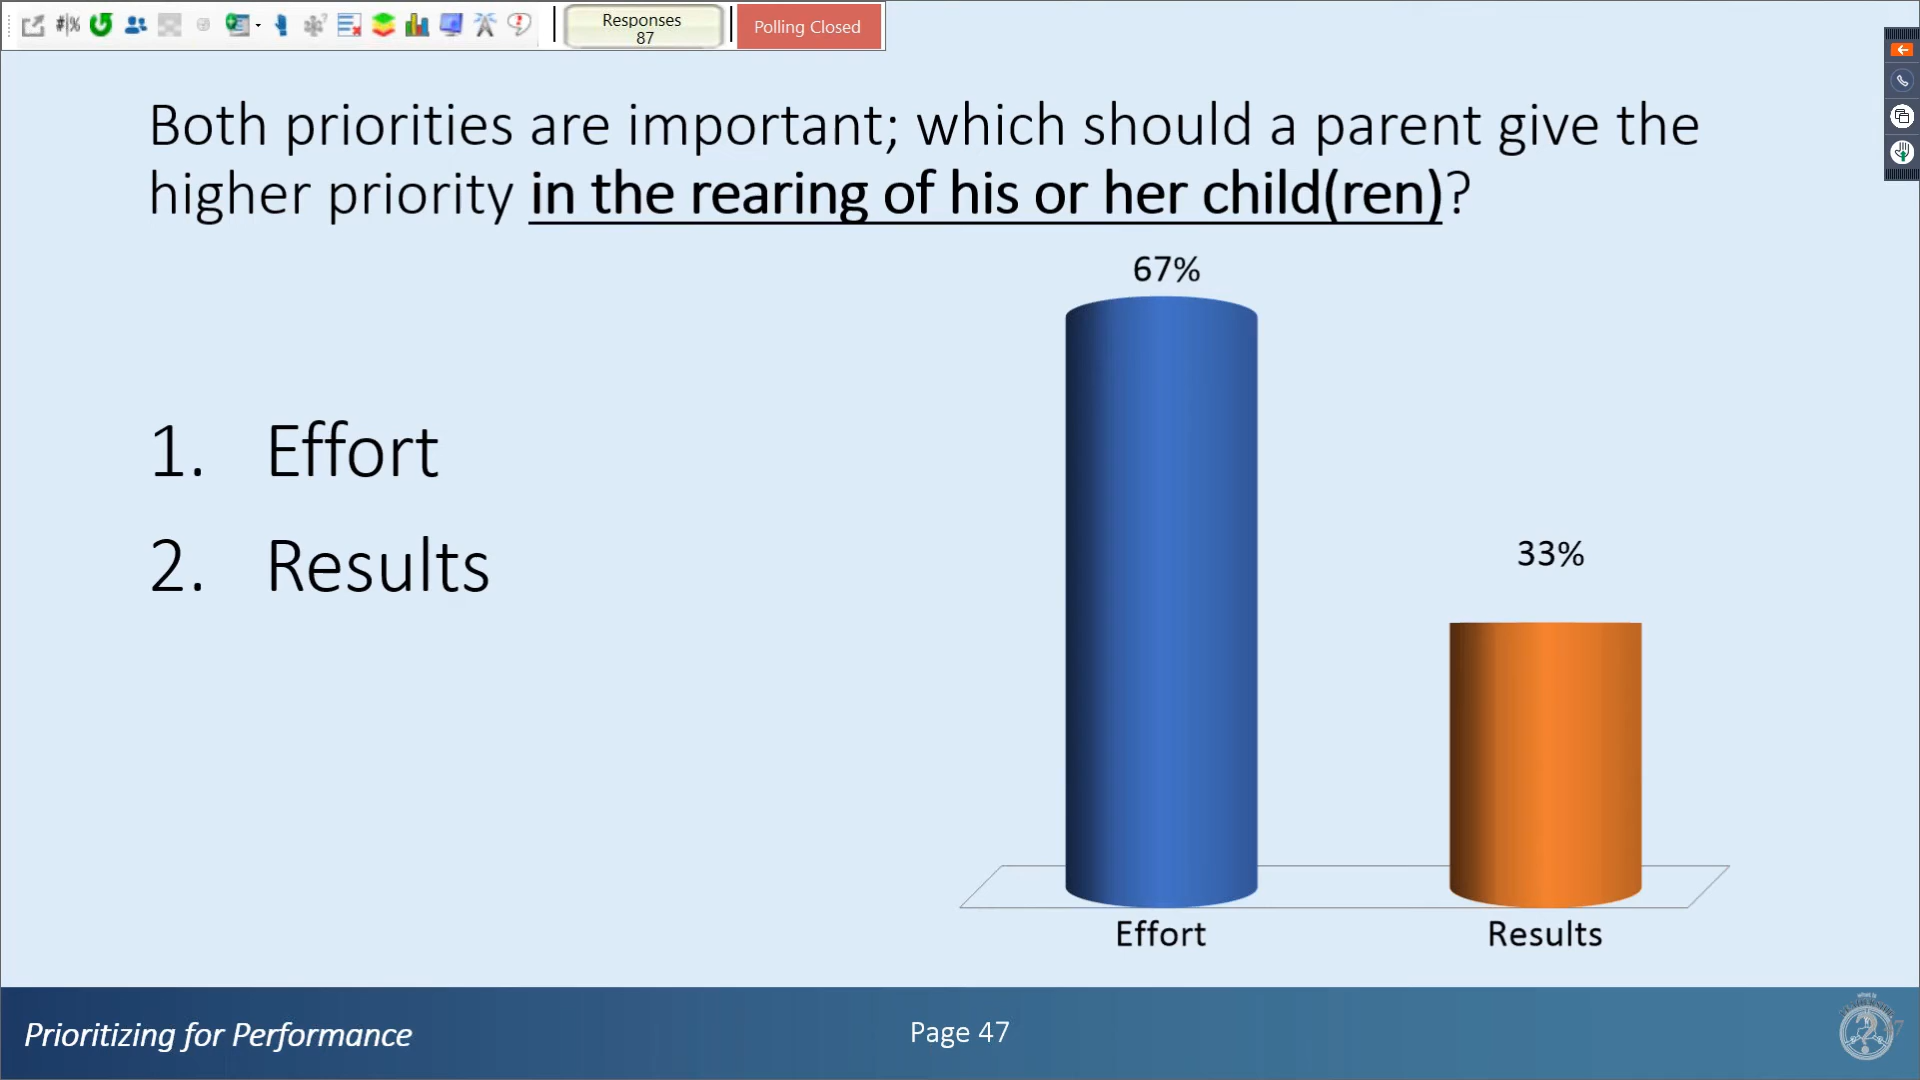 #|%
Responses
87
Polling Closed
Both priorities are important; which should a parent give the
higher priority in the rearing of his or her child(ren)?
67%
33%
1. Effort
2. Results
Effort
Results
Prioritizing for Performance
Page 47